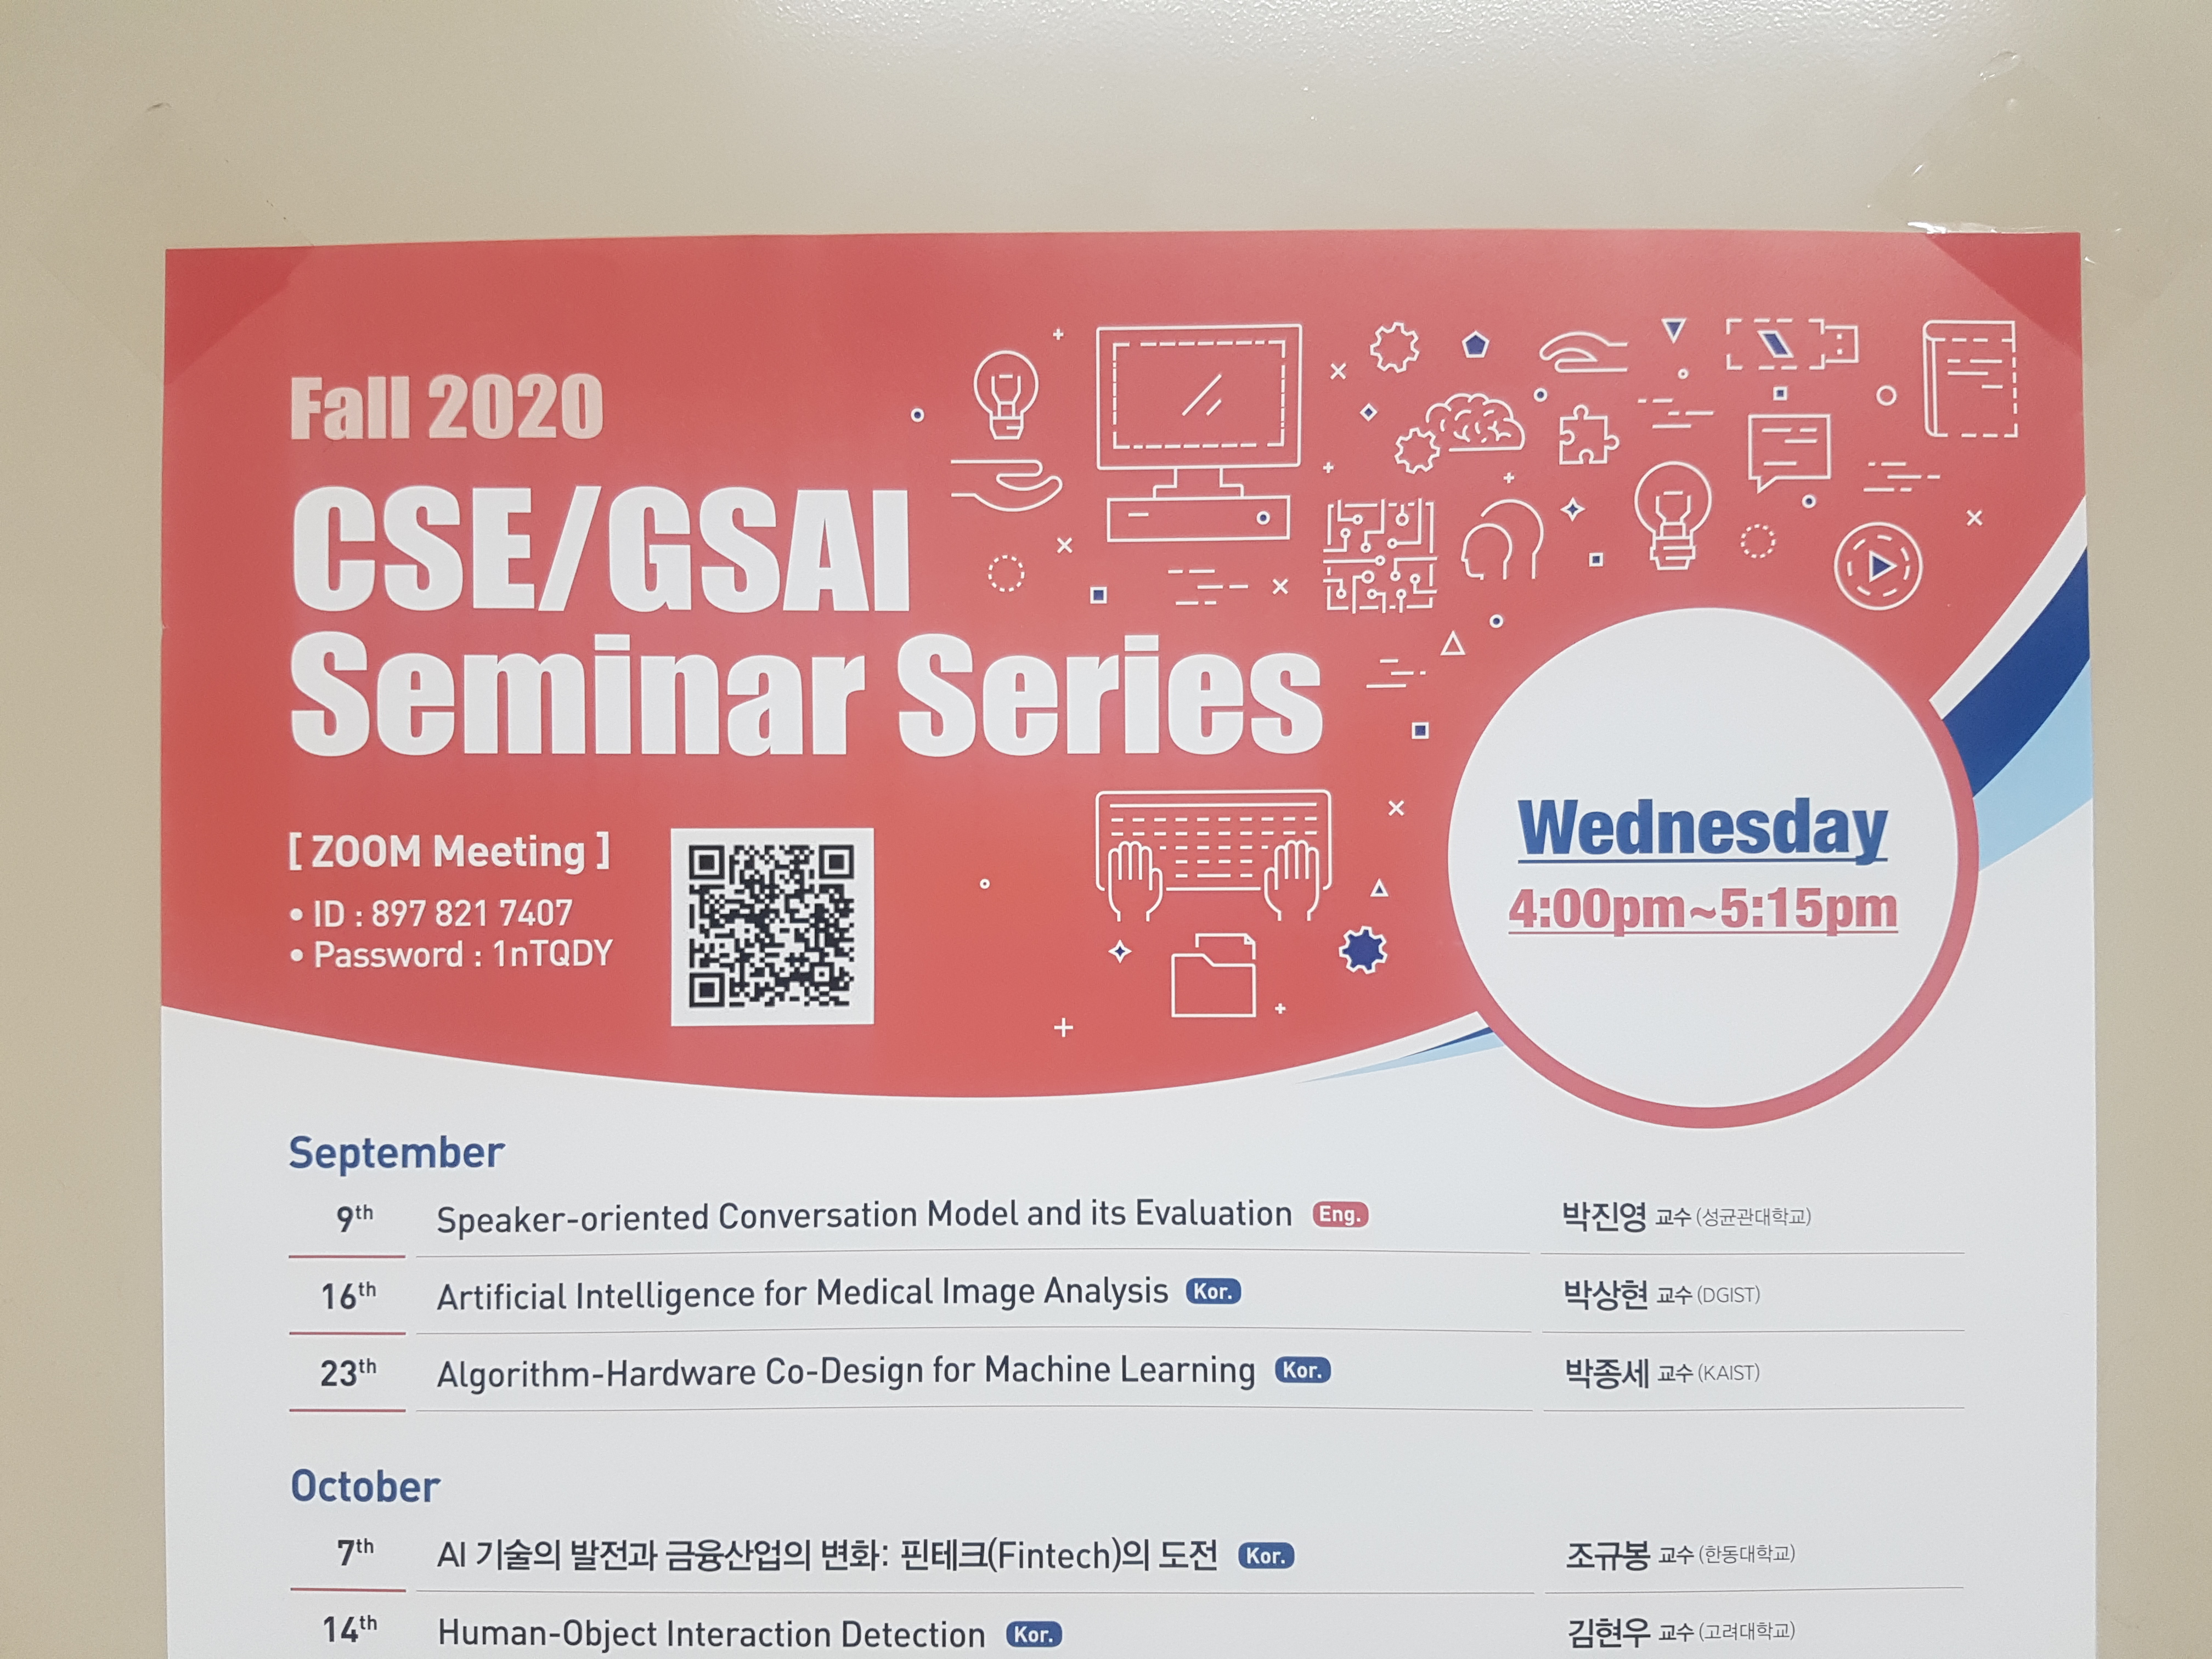 Fall 2020
CSE/GSAI
Seminar Series
[ ZOOM Meeting ]
• ID : 897 821 7407
• Password : 1nTQDY
Wednesday
4:00pm~5:15pm
September
9th Speaker-oriented Conversation Model and its Evaluation Eng. 박진영 교수 (성균관대학교)
16th Artificial Intelligence for Medical Image Analysis Kor. 박상현 교수 (DGIST)
23th Algorithm-Hardware Co-Design for Machine Learning Kor. 박종세 교수 (KAIST)
October
7th AI 기술의 발전과 금융산업의 변화: 핀테크(Fintech)의 도전 Kor. 조규봉 교수 (한동대학교)
14th Human-Object Interaction Detection Kor. 김현우 교수 (고려대학교)